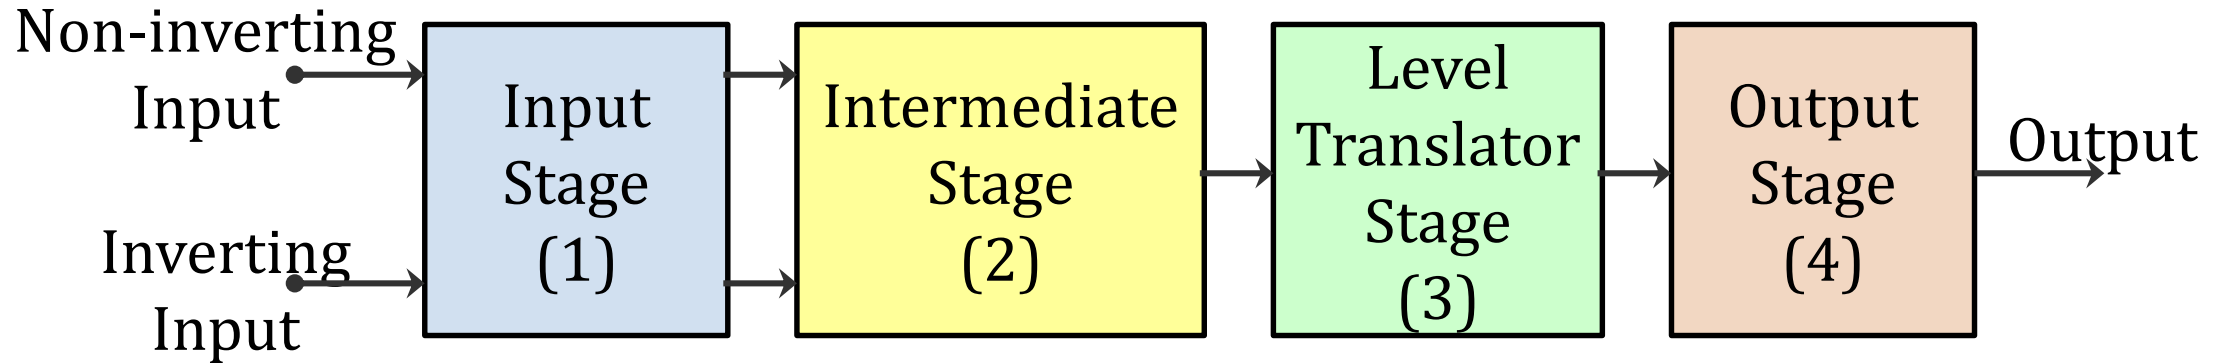 Non-inverting
Input
Inverting
Input
Input
Stage
(1)
Intermediate
Stage
(2)
Level
Translator
Stage
(3)
Output
Stage
(4)
Output